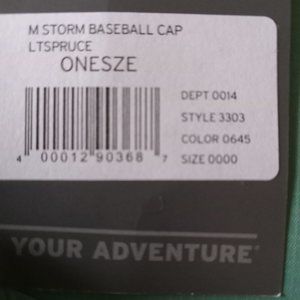 M STORM BASEBALL CAP
LTSPRUCE
ONESZE
DEPT 0014
STYLE 3303
COLOR 0645
SIZE 0000
4 00012 90368 7
YOUR ADVENTURE